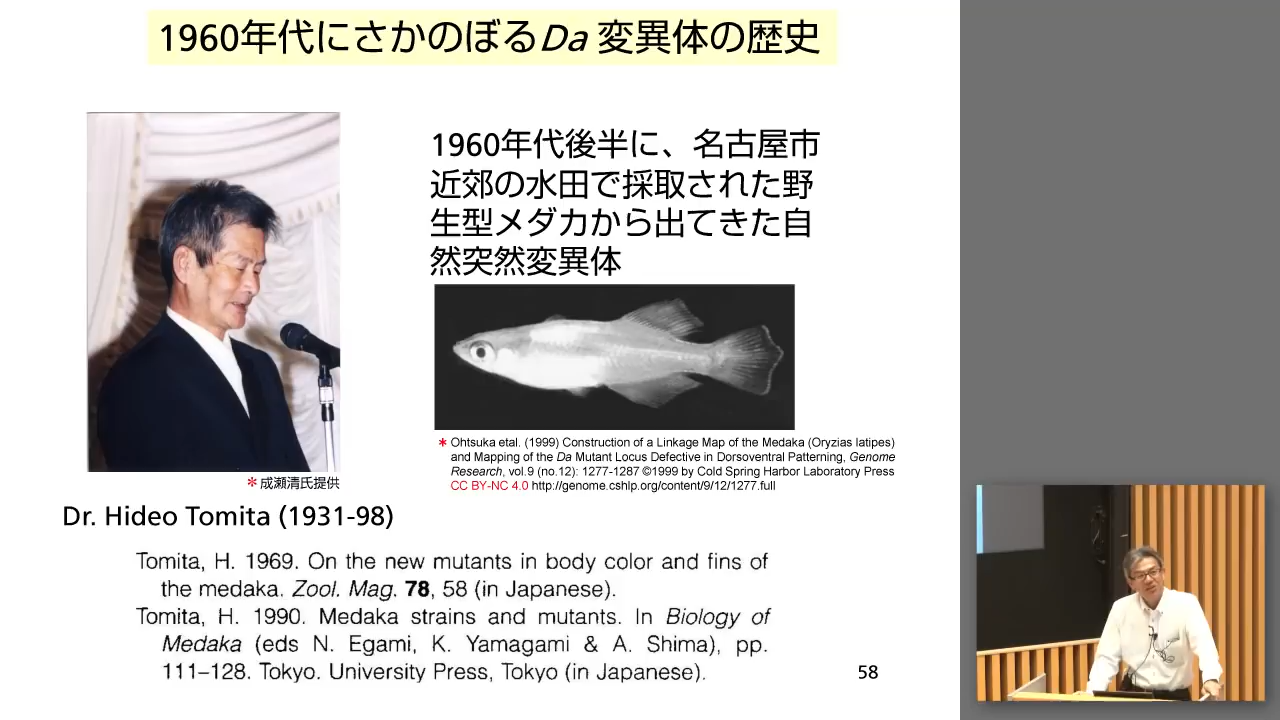 1960年代にさかのぼるDa 変異体の歴史
1960年代後半に、名古屋市
近郊の水田で採取された野
生型メダカから出てきた自
然突然変異体
* Ohtsuka etal. (1999) Construction of a Linkage Map of the Medaka (Oryzias latipes)
and Mapping of the Da Mutant Locus Defective in Dorsoventral Patterning, Genome
Research, vol.9 (no.12): 1277-1287 ©1999 by Cold Spring Harbor Laboratory Press
CC BY-NC 4.0 http://genome.cshlp.org/content/9/12/1277.full
* 成瀬清氏提供
Dr. Hideo Tomita (1931-98)
Tomita, H. 1969. On the new mutants in body color and fins of
the medaka. Zool. Mag. 78, 58 (in Japanese).
Tomita, H. 1990. Medaka strains and mutants. In Biology of
Medaka (eds N. Egami, K. Yamagami & A. Shima), pp.
111–128. Tokyo. University Press, Tokyo (in Japanese).
58